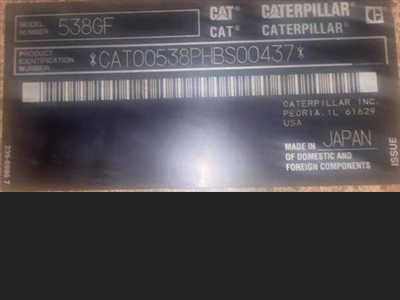 MODEL NUMBER 538GF
CAT CATERPILLAR
CAT CATERPILLAR
PRODUCT IDENTIFICATION NUMBER *CAT00538PHBS00437*
CATERPILLAR INC.
PEORIA, IL 61629
USA
MADE IN JAPAN
OF DOMESTIC AND
FOREIGN COMPONENTS
ISSUE